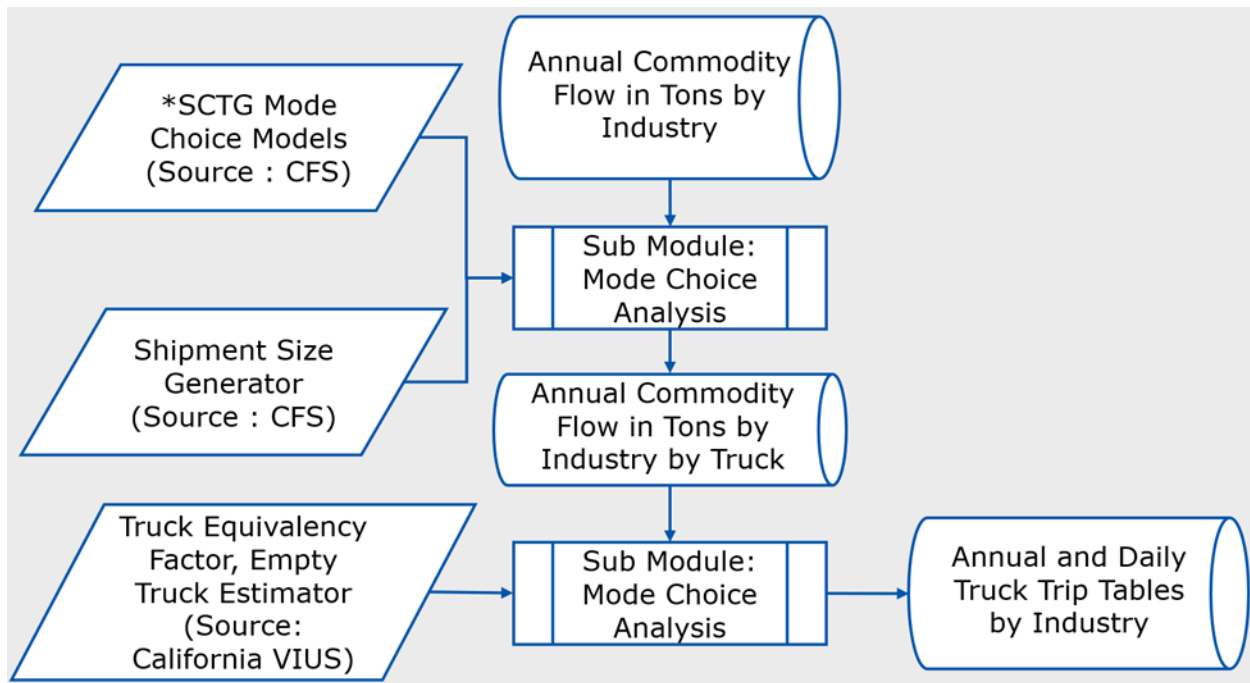 *SCTG Mode
Choice Models
(Source : CFS)
Annual Commodity
Flow in Tons by
Industry
Sub Module:
Mode Choice
Analysis
Shipment Size
Generator
(Source : CFS)
Annual Commodity
Flow in Tons by
Industry by Truck
Truck Equivalency
Factor, Empty
Truck Estimator
(Source:
California VIUS)
Sub Module:
Mode Choice
Analysis
Annual and Daily
Truck Trip Tables
by Industry